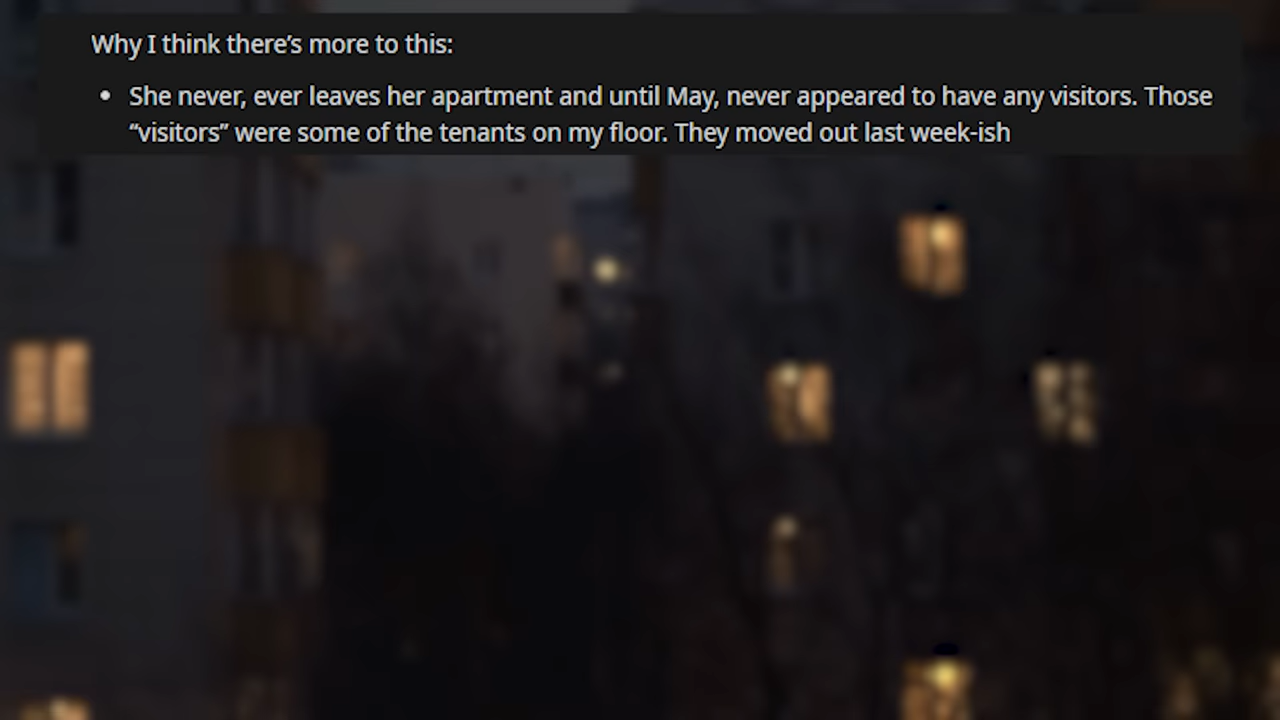 Why I think there’s more to this:
• She never, ever leaves her apartment and until May, never appeared to have any visitors. Those
“visitors” were some of the tenants on my floor. They moved out last week-ish